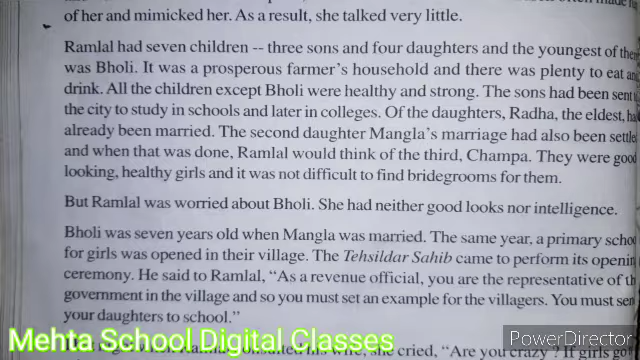 of her and mimicked her. As a result, she talked very little.
Ramlal had seven children -- three sons and four daughters and the youngest of
was Bholi. It was a prosperous farmer's household and there was plenty to eat
drink. All the children except Bholi were healthy and strong. The sons had been sent
the city to study in schools and later in colleges. Of the daughters, Radha, the eldest,
already been married. The second daughter Mangla's marriage had also been
and when that was done, Ramlal would think of the third, Champa. They were good
looking, healthy girls and it was not difficult to find bridegrooms for them.
But Ramlal was worried about Bholi. She had neither good looks nor intelligence.
Bholi was seven years old when Mangla was married. The same year, a primary
for girls was opened in their village. The Tehsildar Sahib came to perform its
ceremony. He said to Ramlal, "As a revenue official, you are the representative of
government in the village and so you must set an example for the villagers. You must
your daughters to school."
his wife, she cried, "Are you crazy ? If girls
Mehta School Digital Classes
PowerDirector